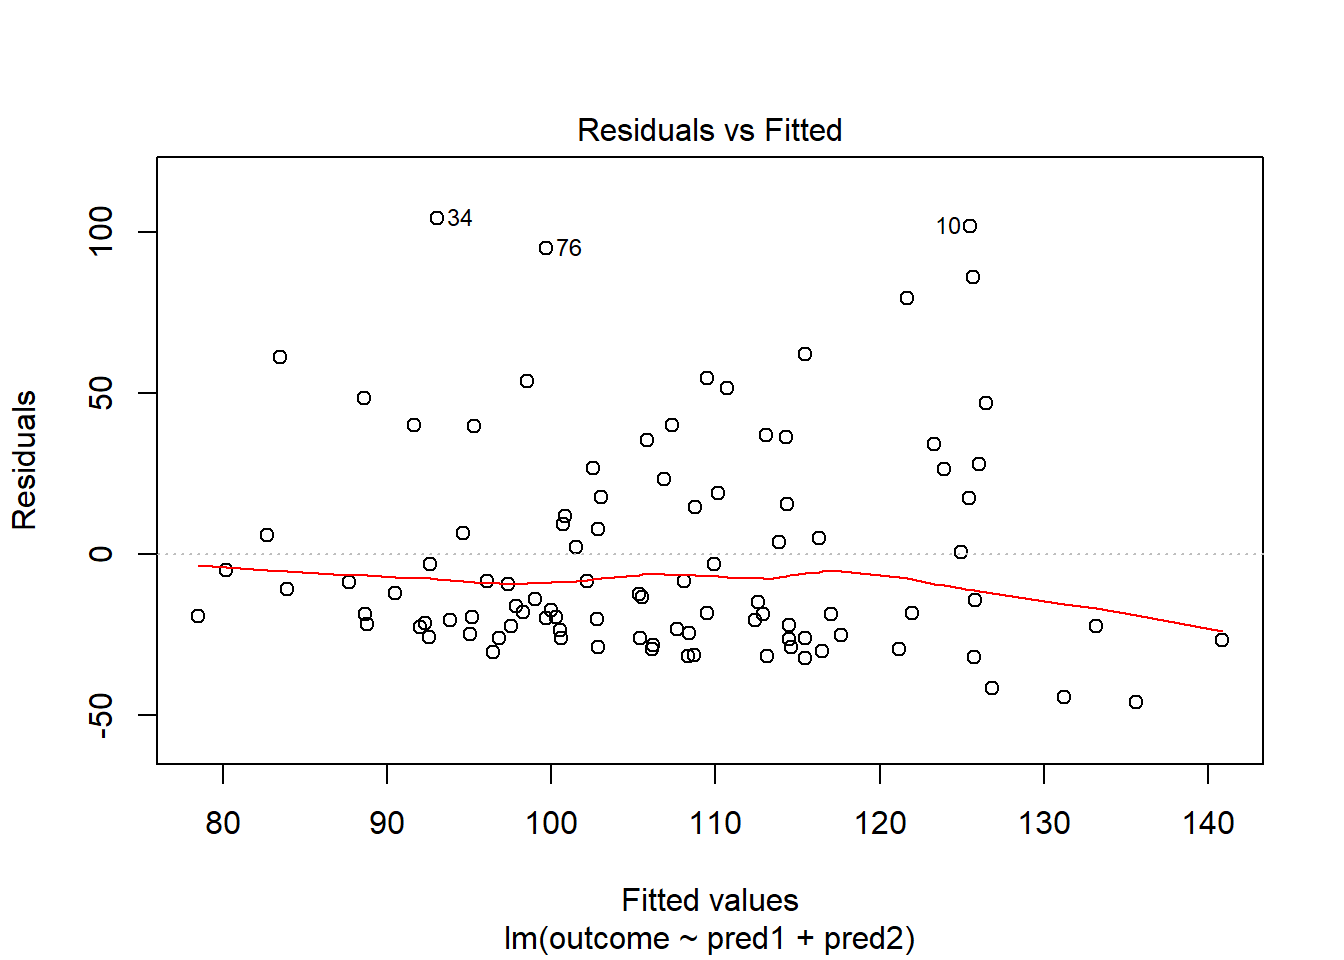 Residuals vs Fitted
Residuals
100
50
0
-50
34
76
10
80 90 100 110 120 130 140
Fitted values
lm(outcome ~ pred1 + pred2)